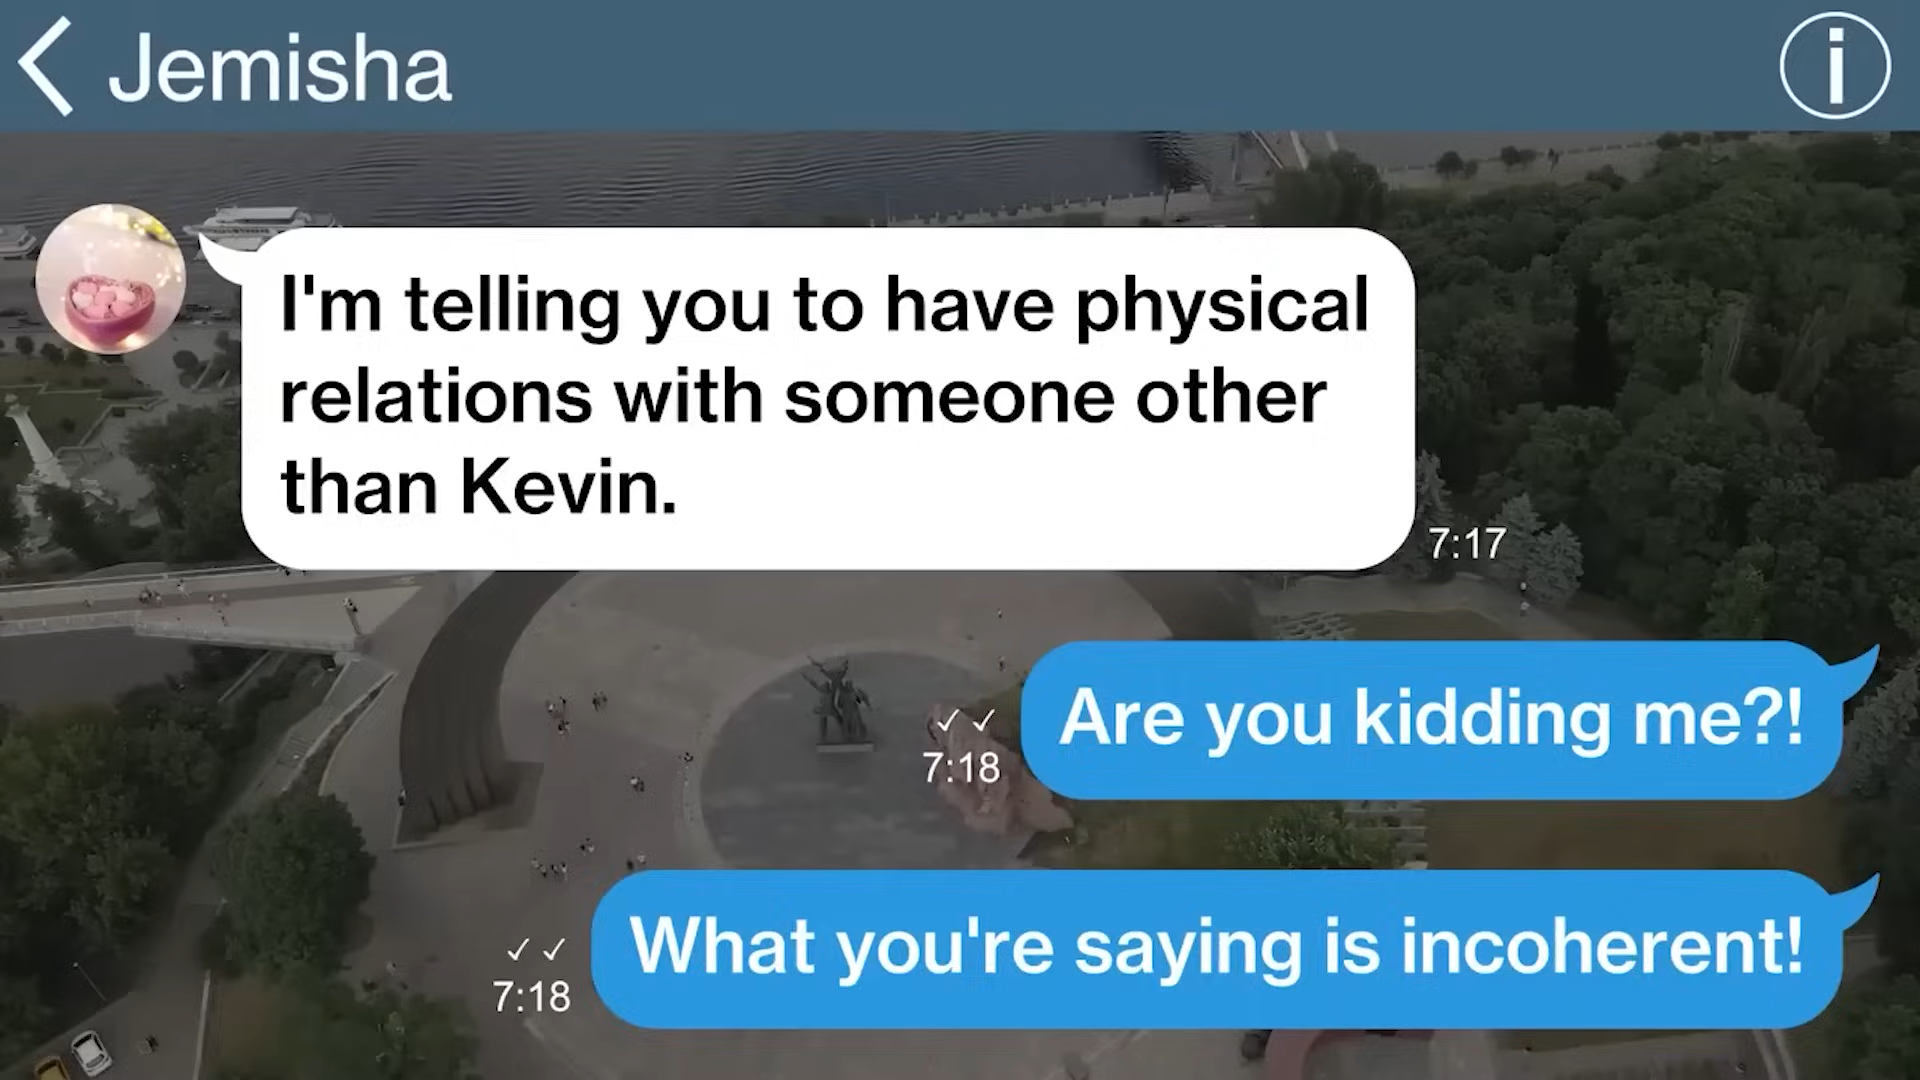 Jemisha
I'm telling you to have physical
relations with someone other
than Kevin.
7:17
Are you kidding me?!
7:18
What you're saying is incoherent!
7:18